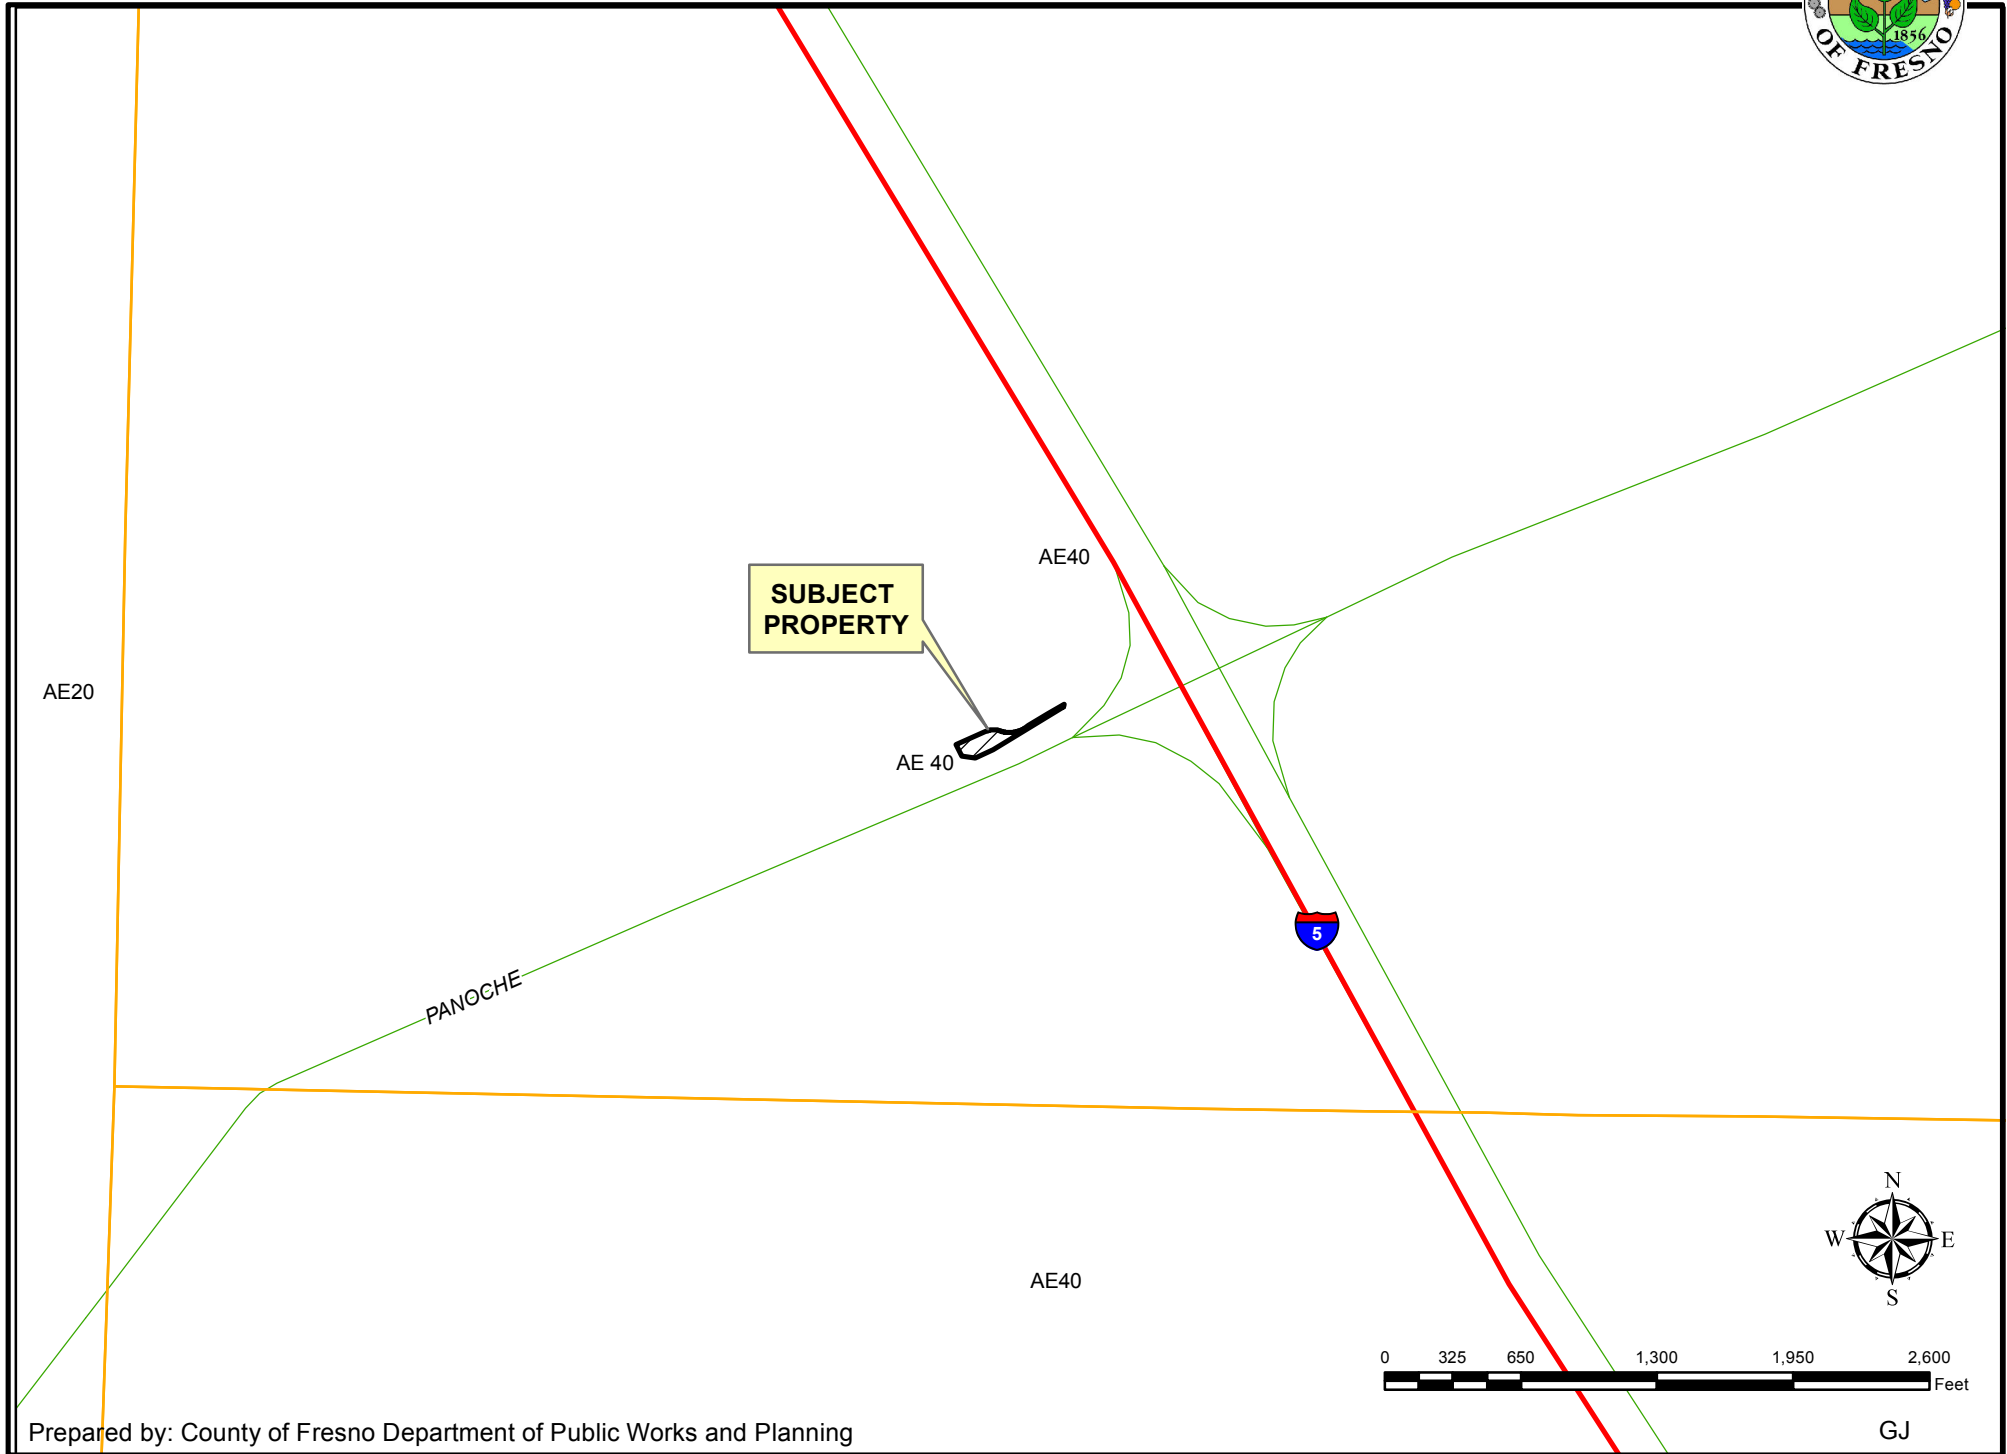 1856
OF FRESNO
AE40
SUBJECT
PROPERTY
AE20
AE 40
5
PANOCHE
N
W E
S
AE40
0 325 650 1,300 1,950 2,600
Feet
Prepared by: County of Fresno Department of Public Works and Planning
GJ